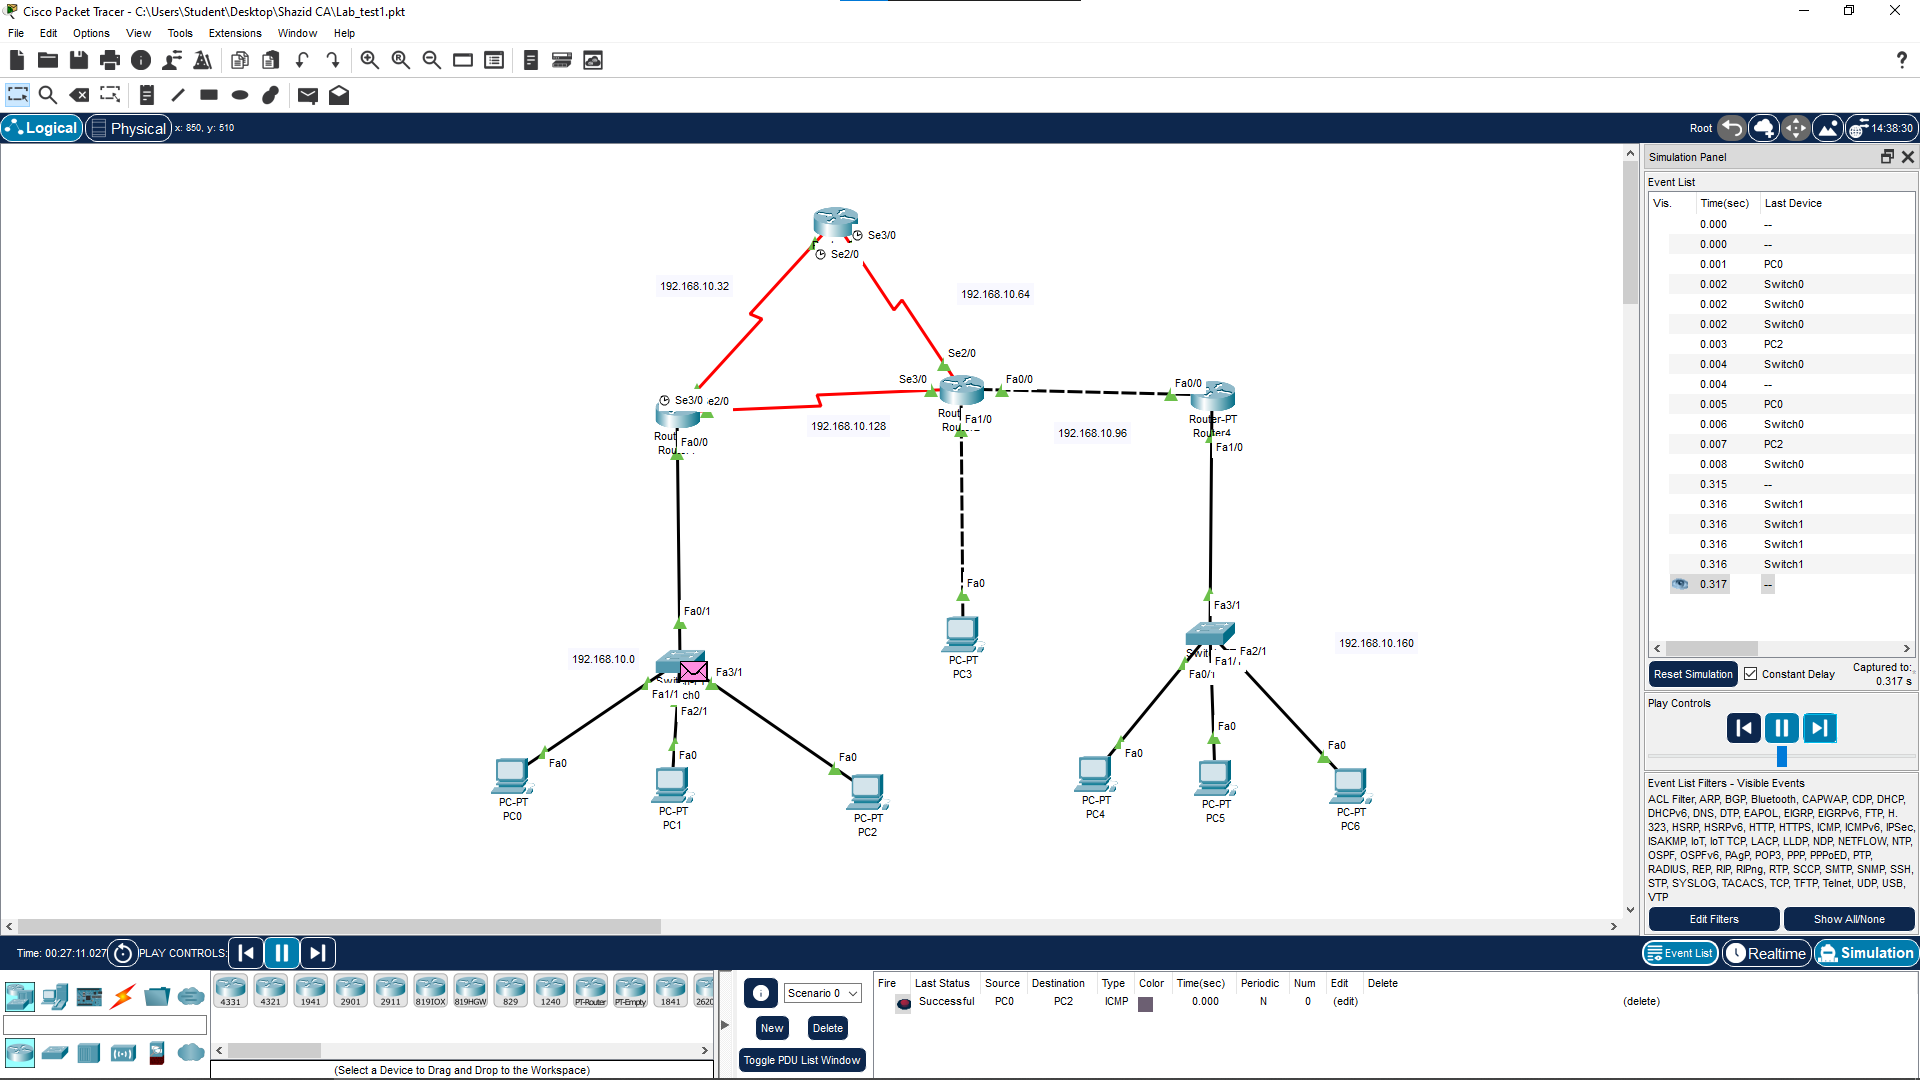 Cisco Packet Tracer - C:\Users\Student\Desktop\Shazid CA\Lab_test1.pkt
File Edit Options View Tools Extensions Window Help
Logical Physical x: 850, y: 510 Root 14:38:30
Se3/0
Se2/0
192.168.10.32
192.168.10.64
Se2/0
Se3/0 Fa0/0 Fa0/0
Se3/0 e2/0
Rout Fa1/0 Router-PT
192.168.10.128 192.168.10.96 Router4
Rout Fa0/0 Fa1/0
Fa0
Fa0/1 Fa3/1
192.168.10.0 PC-PT 192.168.10.160
PC3
Fa3/1 Fa2/1
Fa1/1 ch0 Fa0/1
Fa2/1
Fa0 Fa0 Fa0 Fa0 Fa0 Fa0
PC-PT PC-PT PC-PT PC-PT PC-PT PC-PT
PC0 PC1 PC2 PC4 PC5 PC6
Simulation Panel
Event List
Vis. Time(sec) Last Device
0.000 --
0.000 --
0.001 PC0
0.002 Switch0
0.002 Switch0
0.002 Switch0
0.003 PC2
0.004 Switch0
0.004 --
0.005 PC0
0.006 Switch0
0.007 PC2
0.008 Switch0
0.315 --
0.316 Switch1
0.316 Switch1
0.316 Switch1
0.316 Switch1
0.317 --
Reset Simulation Constant Delay Captured to:
0.317 s
Play Controls
Event List Filters - Visible Events
ACL Filter, ARP, BGP, Bluetooth, CAPWAP, CDP, DHCP,
DHCPv6, DNS, DTP, EAPOL, EIGRP, EIGRPv6, FTP, H.
323, HSRP, HSRPv6, HTTP, HTTPS, ICMP, ICMPv6, IPSec,
ISAKMP, IoT, IoT TCP, LACP, LLDP, NDP, NETFLOW, NTP,
OSPF, OSPFv6, PAgP, POP3, PPP, PPPoED, PTP,
RADIUS, REP, RIP, RIPng, RTP, SCCP, SMTP, SNMP, SSH,
STP, SYSLOG, TACACS, TCP, TFTP, Telnet, UDP, USB,
VTP
Edit Filters Show All/None
Time: 00:27:11.027 PLAY CONTROLS: Event List Realtime Simulation
4331 4321 1941 2901 2911 819IOX 819HGW 829 1240 PT-Router PT-Empty 1841 2620
(Select a Device to Drag and Drop to the Workspace)
Scenario 0
New Delete
Toggle PDU List Window
Fire Last Status Source Destination Type Color Time(sec) Periodic Num Edit Delete
Successful PC0 PC2 ICMP 0.000 N 0 (edit) (delete)